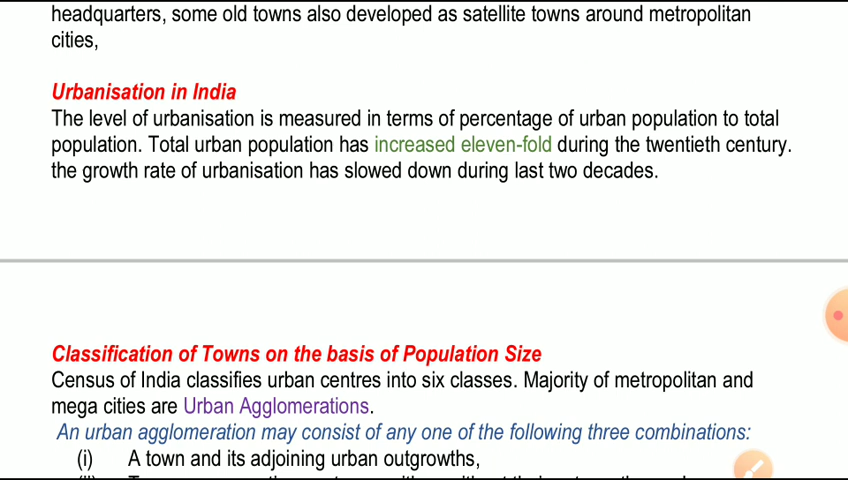 headquarters, some old towns also developed as satellite towns around metropolitan
cities,
Urbanisation in India
The level of urbanisation is measured in terms of percentage of urban population to total
population. Total urban population has increased eleven-fold during the twentieth century.
the growth rate of urbanisation has slowed down during last two decades.
Classification of Towns on the basis of Population Size
Census of India classifies urban centres into six classes. Majority of metropolitan and
mega cities are Urban Agglomerations.
An urban agglomeration may consist of any one of the following three combinations:
(i) A town and its adjoining urban outgrowths,